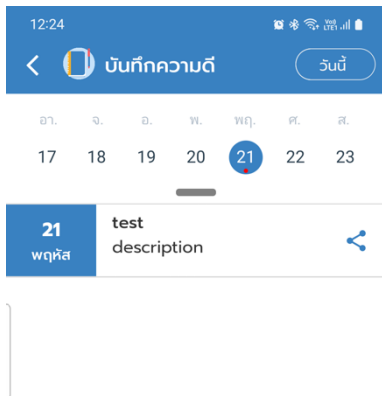 12:24
บันทึกความดี วันนี้
อา. จ. อ. พ. พฤ. ศ. ส.
17 18 19 20 21 22 23
21 test
พฤหัส description